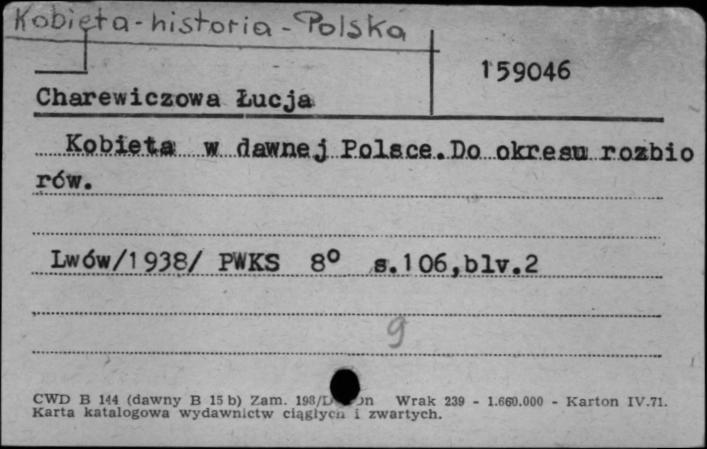 Kobieta - historia - Polska
159046
Charewiczowa Łucja
Kobieta w dawnej Polsce.Do okresu rozbio
rów.
Lwów/1938/ PWKS 8° s.106,blv.2
9
CWD B 144 (dawny B 15 b) Zam. 198/ Wrak 239 - 1.660.000 - Karton IV.71.
Karta katalogowa wydawnictw ciągłych i zwartych.